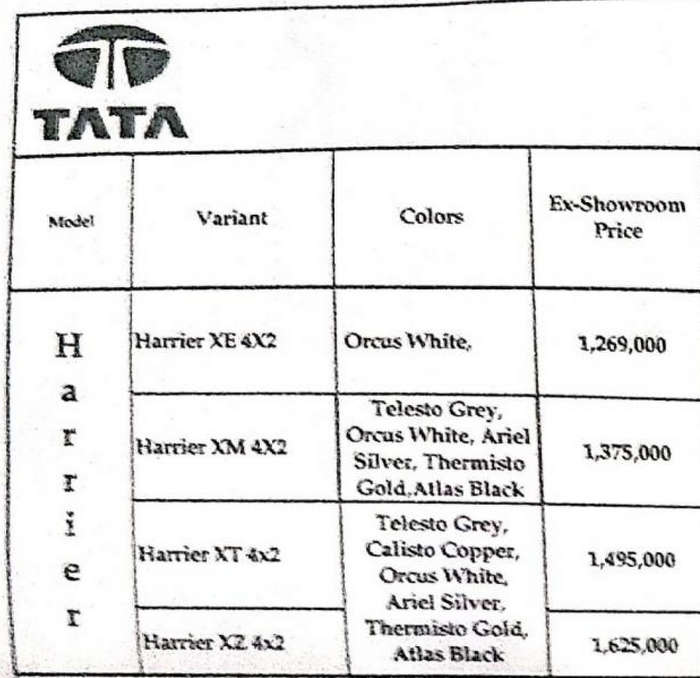 TATA
Model Variant Colors Ex-Showroom
Price
Harrier
Harrier XE 4X2 Orcus White, 1,269,000
Harrier XM 4X2
Telesto Grey,
Orcus White, Ariel
Silver, Thermisto
Gold,Atlas Black
1,375,000
Harrier XT 4x2
Telesto Grey,
Calisto Copper,
Orcus White,
Ariel Silver,
Thermisto Gold,
Atlas Black
1,495,000
Harrier XZ 4x2
1,625,000